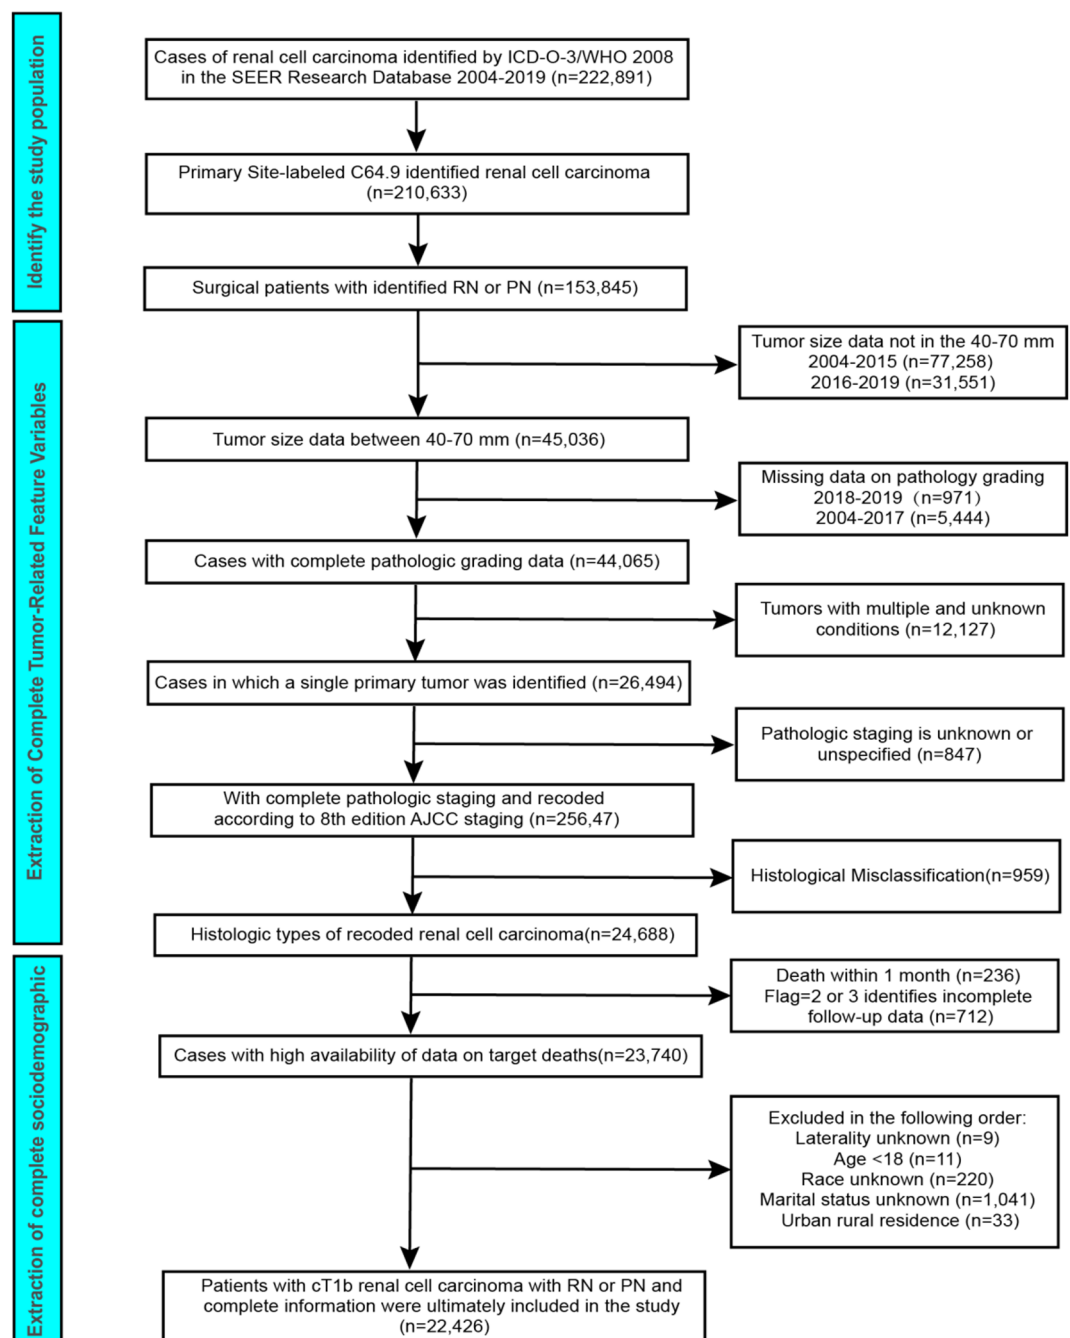 Identify the study population
Cases of renal cell carcinoma identified by ICD-O-3/WHO 2008
in the SEER Research Database 2004-2019 (n=222,891)
Primary Site-labeled C64.9 identified renal cell carcinoma
(n=210,633)
Surgical patients with identified RN or PN (n=153,845)
Extraction of Complete Tumor-Related Feature Variables
Tumor size data not in the 40-70 mm
2004-2015 (n=77,258)
2016-2019 (n=31,551)
Tumor size data between 40-70 mm (n=45,036)
Missing data on pathology grading
2018-2019 （n=971)
2004-2017 (n=5,444)
Cases with complete pathologic grading data (n=44,065)
Tumors with multiple and unknown
conditions (n=12,127)
Cases in which a single primary tumor was identified (n=26,494)
Pathologic staging is unknown or
unspecified (n=847)
With complete pathologic staging and recoded
according to 8th edition AJCC staging (n=256,47)
Histological Misclassification(n=959)
Histologic types of recoded renal cell carcinoma(n=24,688)
Extraction of complete sociodemographic
Death within 1 month (n=236)
Flag=2 or 3 identifies incomplete
follow-up data (n=712)
Cases with high availability of data on target deaths(n=23,740)
Excluded in the following order:
Laterality unknown (n=9)
Age <18 (n=11)
Race unknown (n=220)
Marital status unknown (n=1,041)
Urban rural residence (n=33)
Patients with cT1b renal cell carcinoma with RN or PN and
complete information were ultimately included in the study
(n=22,426)